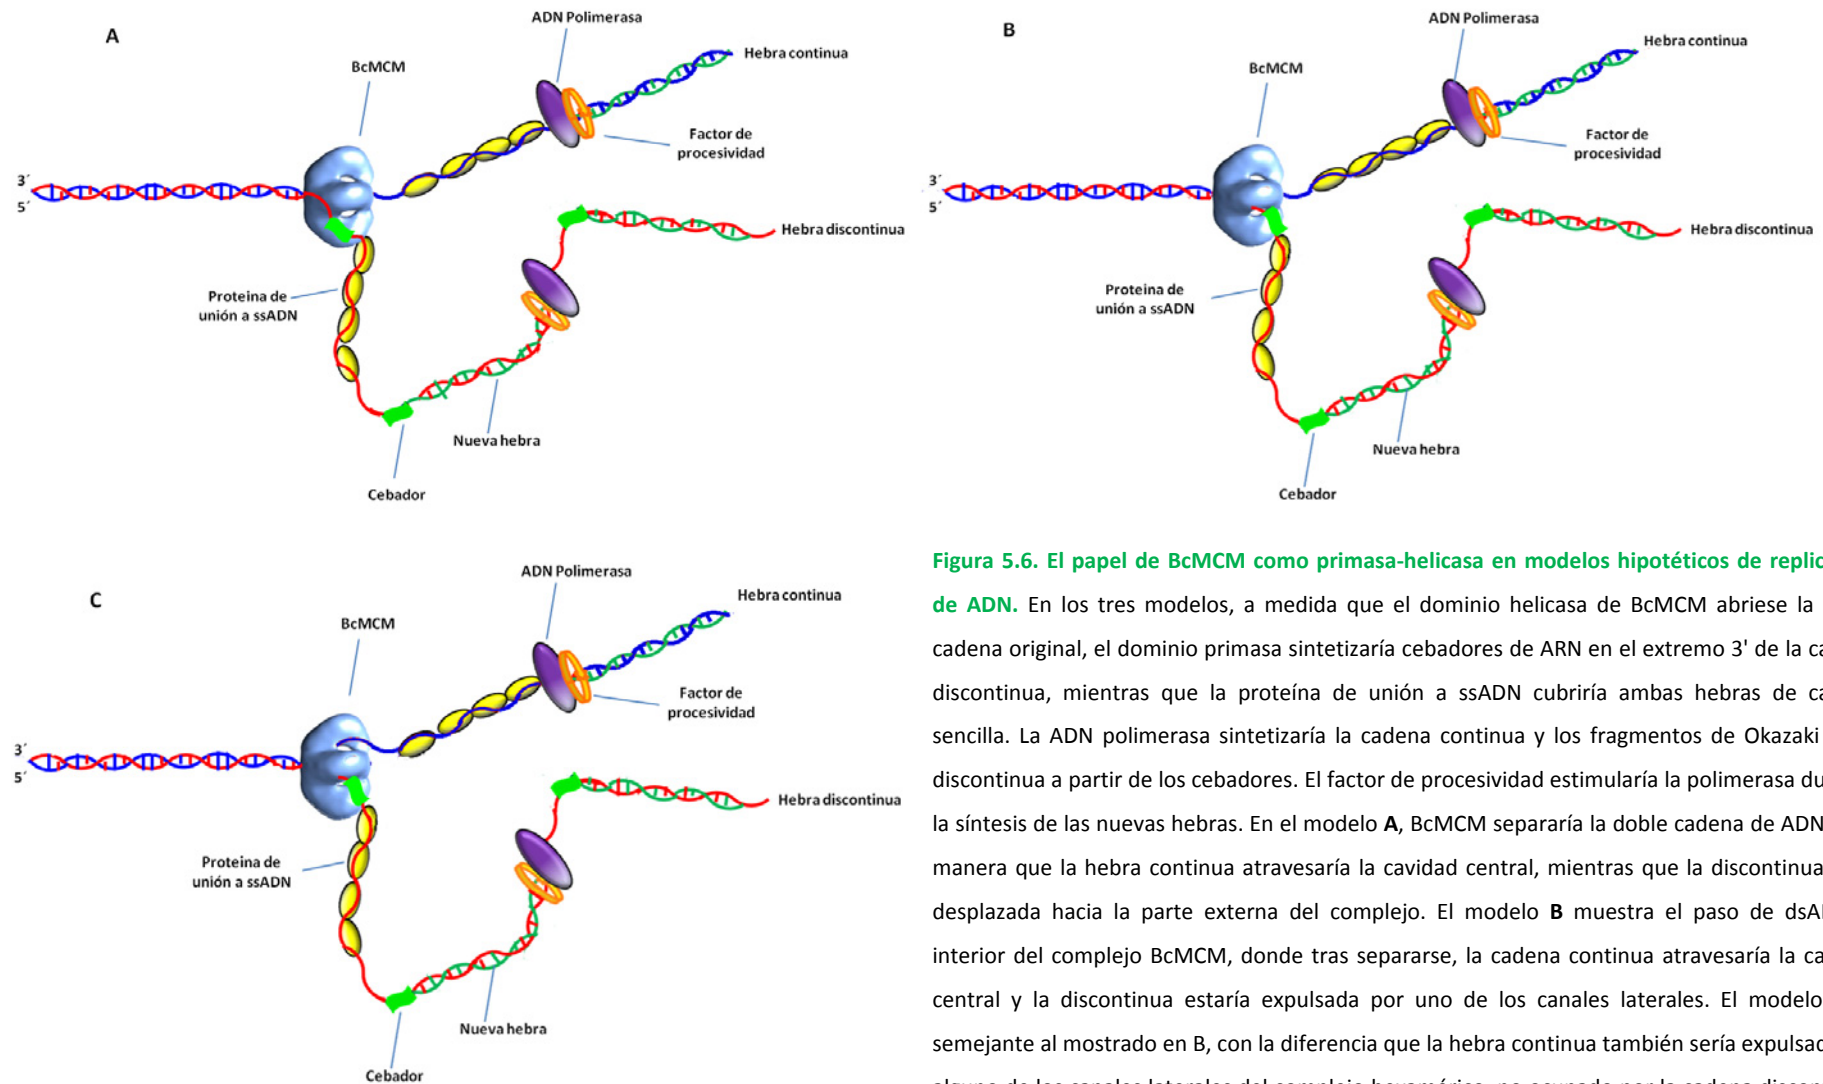 A
ADN Polimerasa
Hebra continua
BcMCM
Factor de
procesividad
3´
5´
Hebra discontinua
Proteina de
unión a ssADN
Nueva hebra
Cebador
B
ADN Polimerasa
Hebra continua
BcMCM
Factor de
procesividad
3´
5´
Hebra discontinua
Proteina de
unión a ssADN
Nueva hebra
Cebador
C
ADN Polimerasa
Hebra continua
BcMCM
Factor de
procesividad
3´
5´
Hebra discontinua
Proteina de
unión a ssADN
Nueva hebra
Cebador
Figura 5.6. El papel de BcMCM como primasa-helicasa en modelos hipotéticos de replic
de ADN. En los tres modelos, a medida que el dominio helicasa de BcMCM abriese la
cadena original, el dominio primasa sintetizaría cebadores de ARN en el extremo 3' de la ca
discontinua, mientras que la proteína de unión a ssADN cubriría ambas hebras de ca
sencilla. La ADN polimerasa sintetizaría la cadena continua y los fragmentos de Okazaki
discontinua a partir de los cebadores. El factor de procesividad estimularía la polimerasa du
la síntesis de las nuevas hebras. En el modelo A, BcMCM separaría la doble cadena de ADN
manera que la hebra continua atravesaría la cavidad central, mientras que la discontinua
desplazada hacia la parte externa del complejo. El modelo B muestra el paso de dsA
interior del complejo BcMCM, donde tras separarse, la cadena continua atravesaría la ca
central y la discontinua estaría expulsada por uno de los canales laterales. El modelo
semejante al mostrado en B, con la diferencia que la hebra continua también sería expulsad